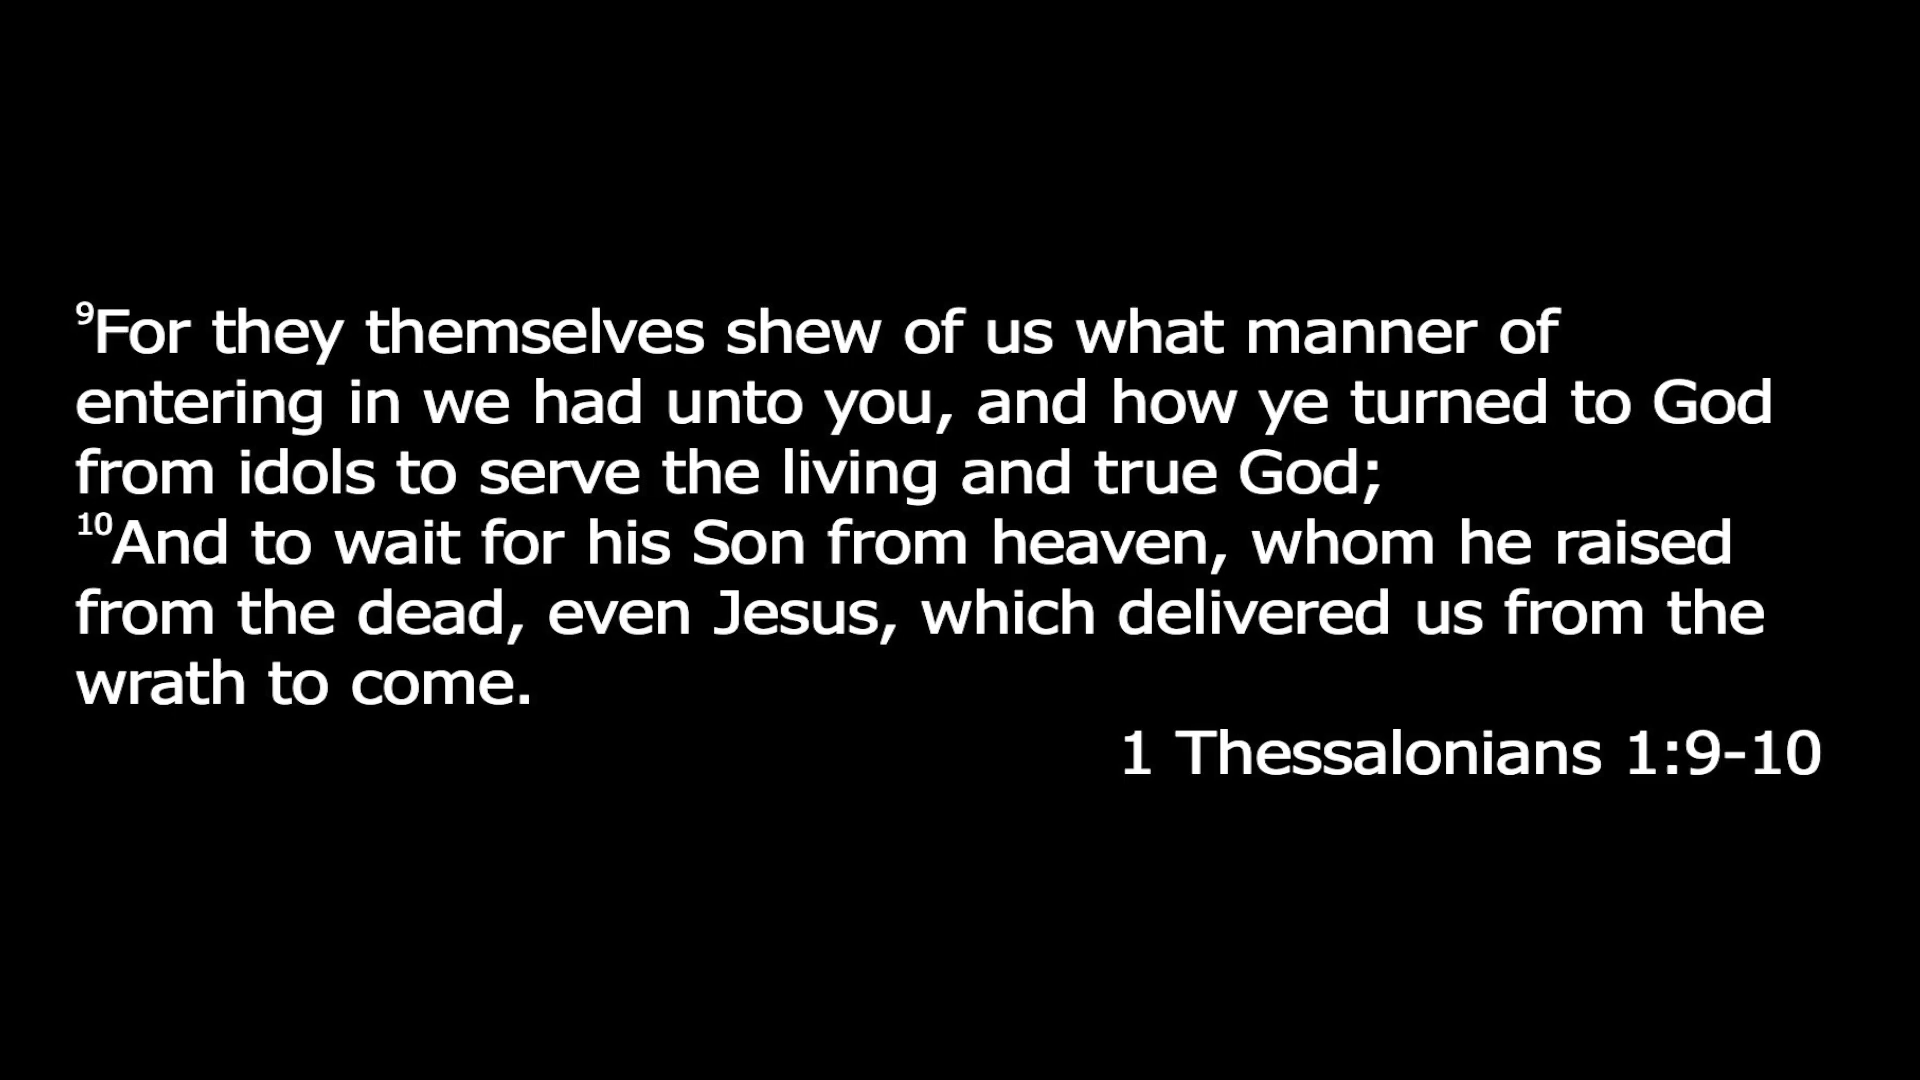 ⁹For they themselves shew of us what manner of
entering in we had unto you, and how ye turned to God
from idols to serve the living and true God;
¹⁰And to wait for his Son from heaven, whom he raised
from the dead, even Jesus, which delivered us from the
wrath to come.
1 Thessalonians 1:9-10